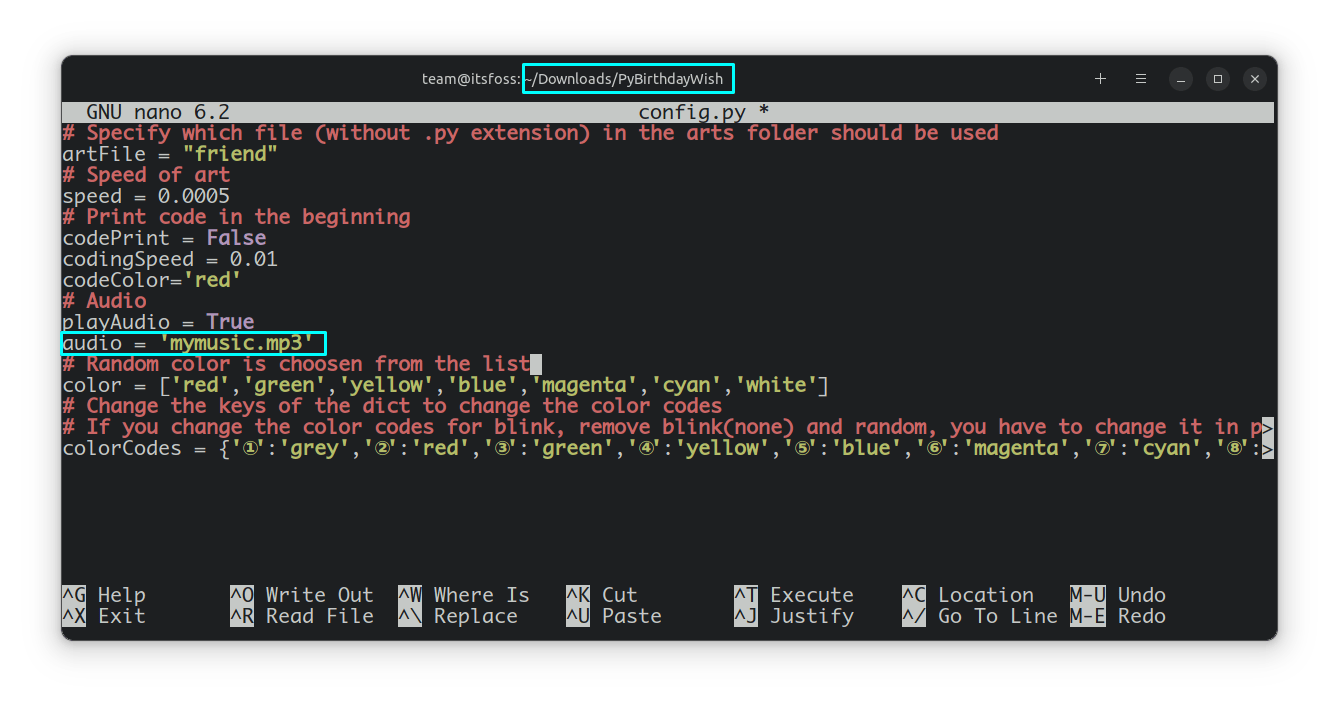 team@itsfoss:~/Downloads/PyBirthdayWish
GNU nano 6.2 config.py *
# Specify which file (without .py extension) in the arts folder should be used
artFile = "friend"
# Speed of art
speed = 0.0005
# Print code in the beginning
codePrint = False
codingSpeed = 0.01
codeColor='red'
# Audio
playAudio = True
audio = 'mymusic.mp3'
# Random color is choosen from the list
color = ['red','green','yellow','blue','magenta','cyan','white']
# Change the keys of the dict to change the color codes
# If you change the color codes for blink, remove blink(none) and random, you have to change it in p>
colorCodes = {'①':'grey','②':'red','③':'green','④':'yellow','⑤':'blue','⑥':'magenta','⑦':'cyan','⑧':>
^G Help ^O Write Out ^W Where Is ^K Cut ^T Execute ^C Location M-U Undo
^X Exit ^R Read File ^\ Replace ^U Paste ^J Justify ^/ Go To Line M-E Redo